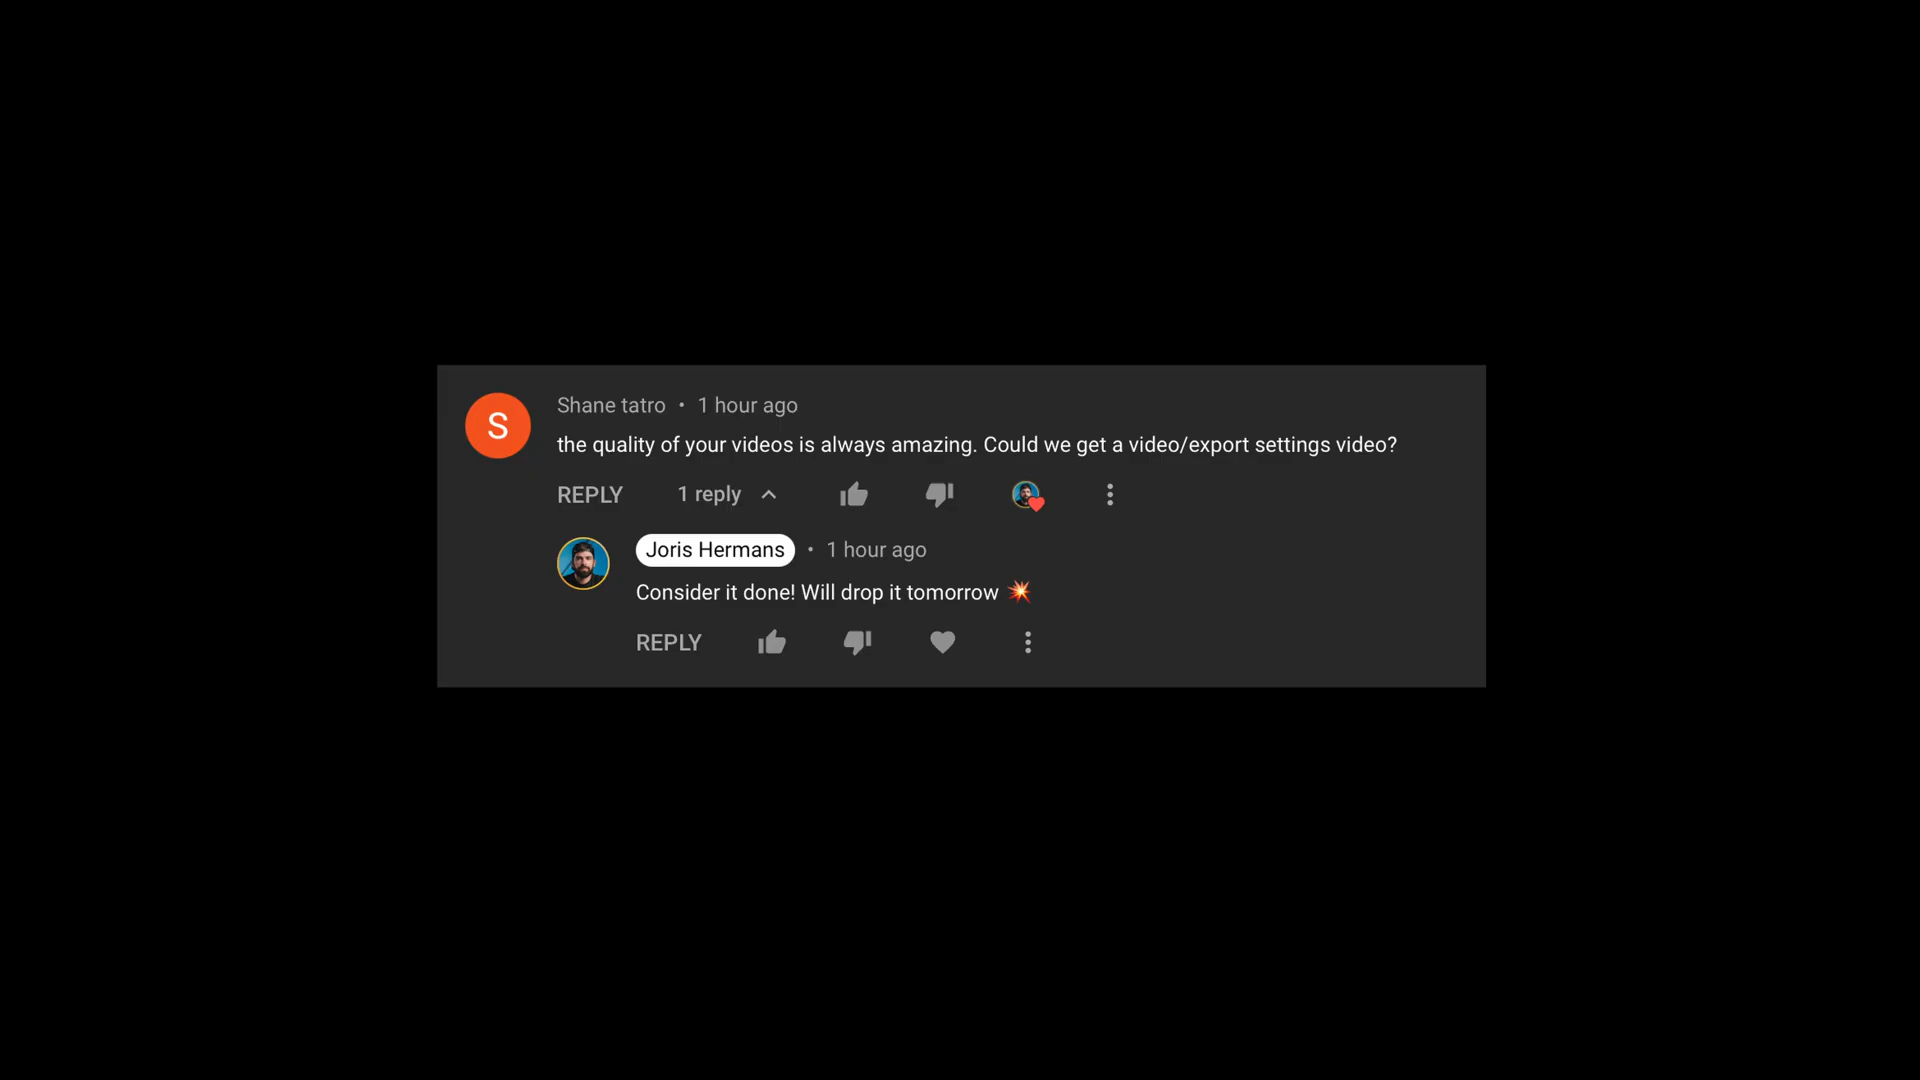 S
Shane tatro • 1 hour ago
the quality of your videos is always amazing. Could we get a video/export settings video?
REPLY 1 reply
Joris Hermans • 1 hour ago
Consider it done! Will drop it tomorrow 💥
REPLY